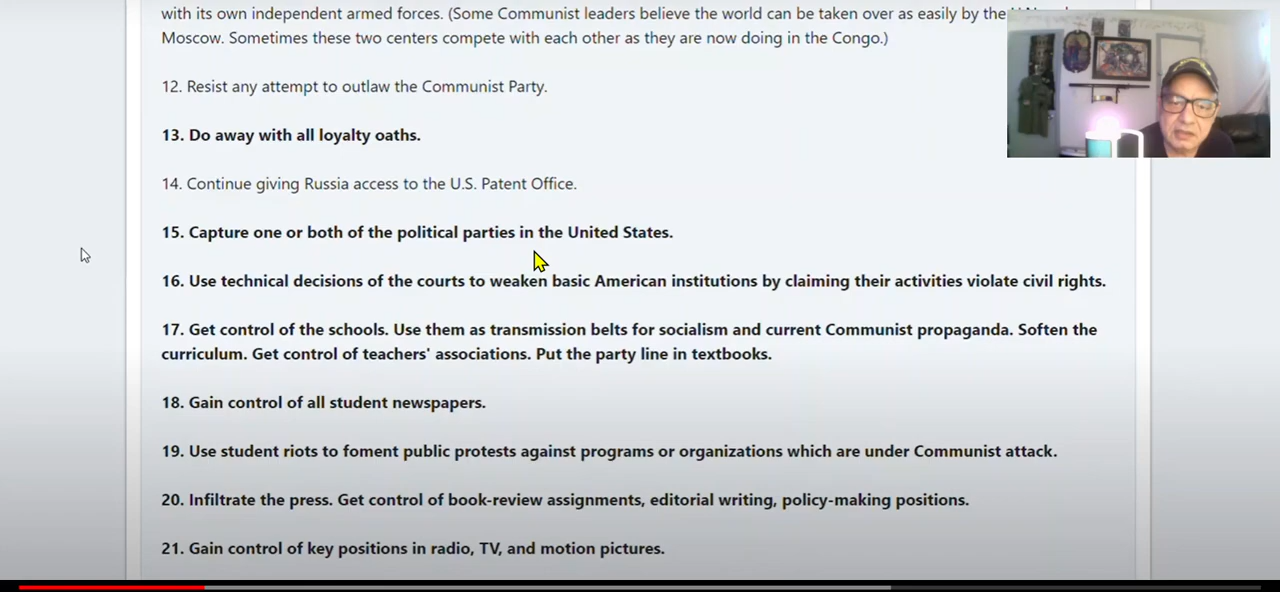 with its own independent armed forces. (Some Communist leaders believe the world can be taken over as easily by the
Moscow. Sometimes these two centers compete with each other as they are now doing in the Congo.)
12. Resist any attempt to outlaw the Communist Party.
13. Do away with all loyalty oaths.
14. Continue giving Russia access to the U.S. Patent Office.
15. Capture one or both of the political parties in the United States.
16. Use technical decisions of the courts to weaken basic American institutions by claiming their activities violate civil rights.
17. Get control of the schools. Use them as transmission belts for socialism and current Communist propaganda. Soften the
curriculum. Get control of teachers' associations. Put the party line in textbooks.
18. Gain control of all student newspapers.
19. Use student riots to foment public protests against programs or organizations which are under Communist attack.
20. Infiltrate the press. Get control of book-review assignments, editorial writing, policy-making positions.
21. Gain control of key positions in radio, TV, and motion pictures.